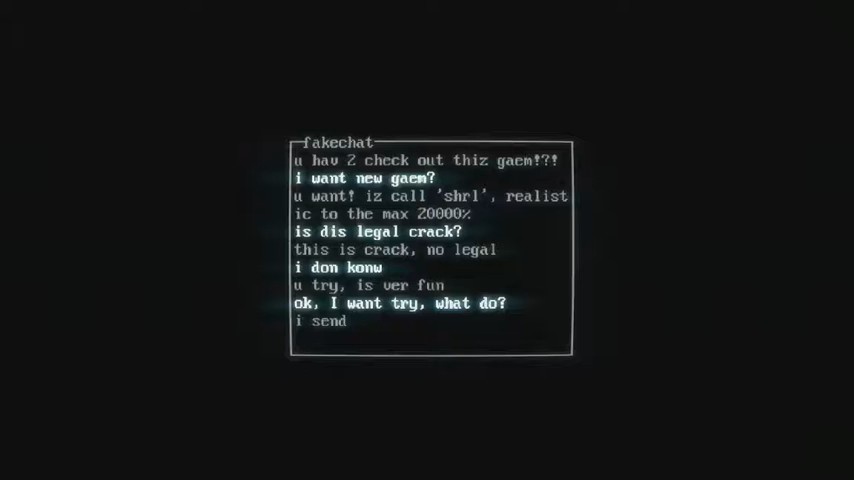 fakechat
u hav 2 check out thiz gaem!?!
i want new gaem?
u want! iz call 'shrl', realist
ic to the max 20000%
is dis legal crack?
this is crack, no legal
i don konw
u try, is ver fun
ok, I want try, what do?
i send